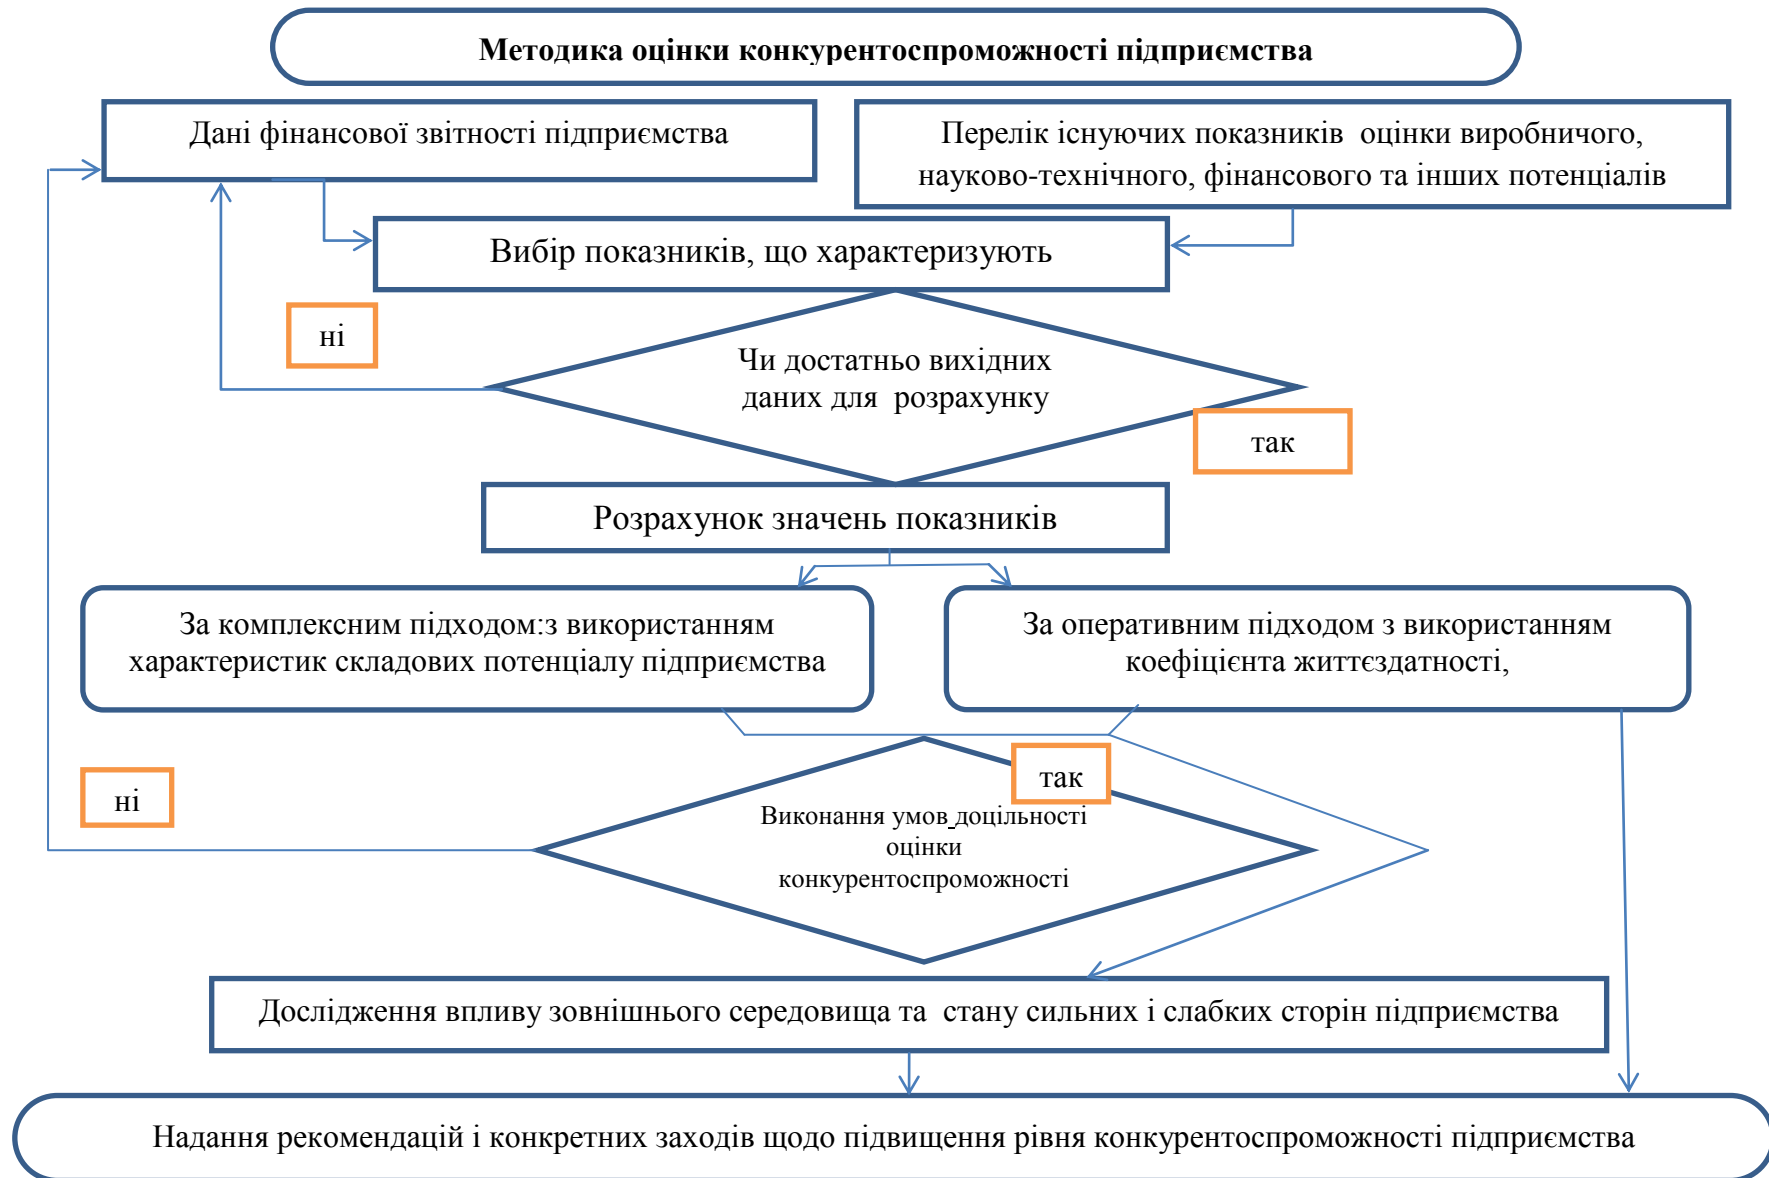 Методика оцінки конкурентоспроможності підприємства
Дані фінансової звітності підприємства
Перелік існуючих показників оцінки виробничого,
науково-технічного, фінансового та інших потенціалів
Вибір показників, що характеризують
ні
Чи достатньо вихідних
даних для розрахунку
так
Розрахунок значень показників
За комплексним підходом:з використанням
характеристик складових потенціалу підприємства
За оперативним підходом з використанням
коефіцієнта життєздатності,
ні
так
Виконання умов доцільності
оцінки
конкурентоспроможності
Дослідження впливу зовнішнього середовища та стану сильних і слабких сторін підприємства
Надання рекомендацій і конкретних заходів щодо підвищення рівня конкурентоспроможності підприємства